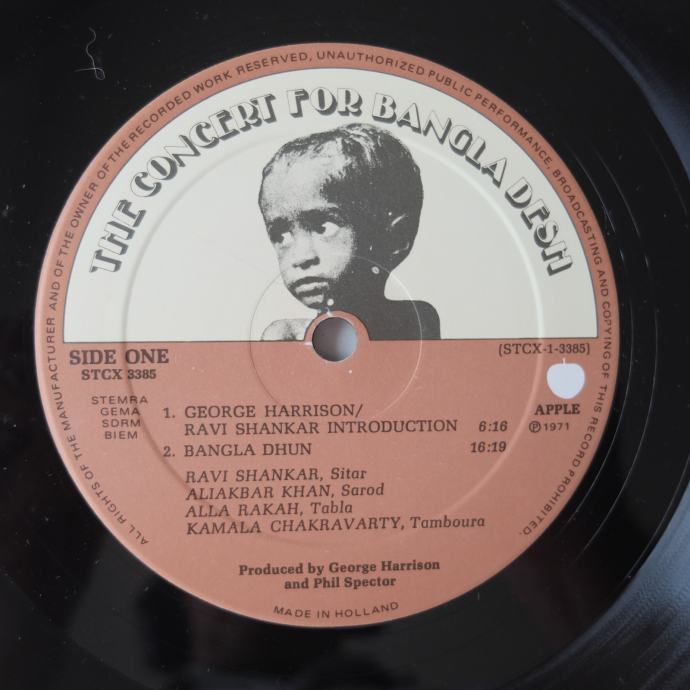 ALL RIGHTS OF THE MANUFACTURER AND OF THE OWNER OF THE RECORDED WORK RESERVED, UNAUTHORIZED PUBLIC PERFORMANCE, BROADCASTING AND COPYING OF THIS RECORD PROHIBITED.
THE CONCERT FOR BANGLA DESH
SIDE ONE
STCX 3385
(STCX-1-3385)
STEMRA
GEMA
SDRM
BIEM
APPLE
℗1971
1. GEORGE HARRISON/
RAVI SHANKAR INTRODUCTION 6:16
2. BANGLA DHUN 16:19
RAVI SHANKAR, Sitar
ALIAKBAR KHAN, Sarod
ALLA RAKAH, Tabla
KAMALA CHAKRAVARTY, Tamboura
Produced by George Harrison
and Phil Spector
MADE IN HOLLAND